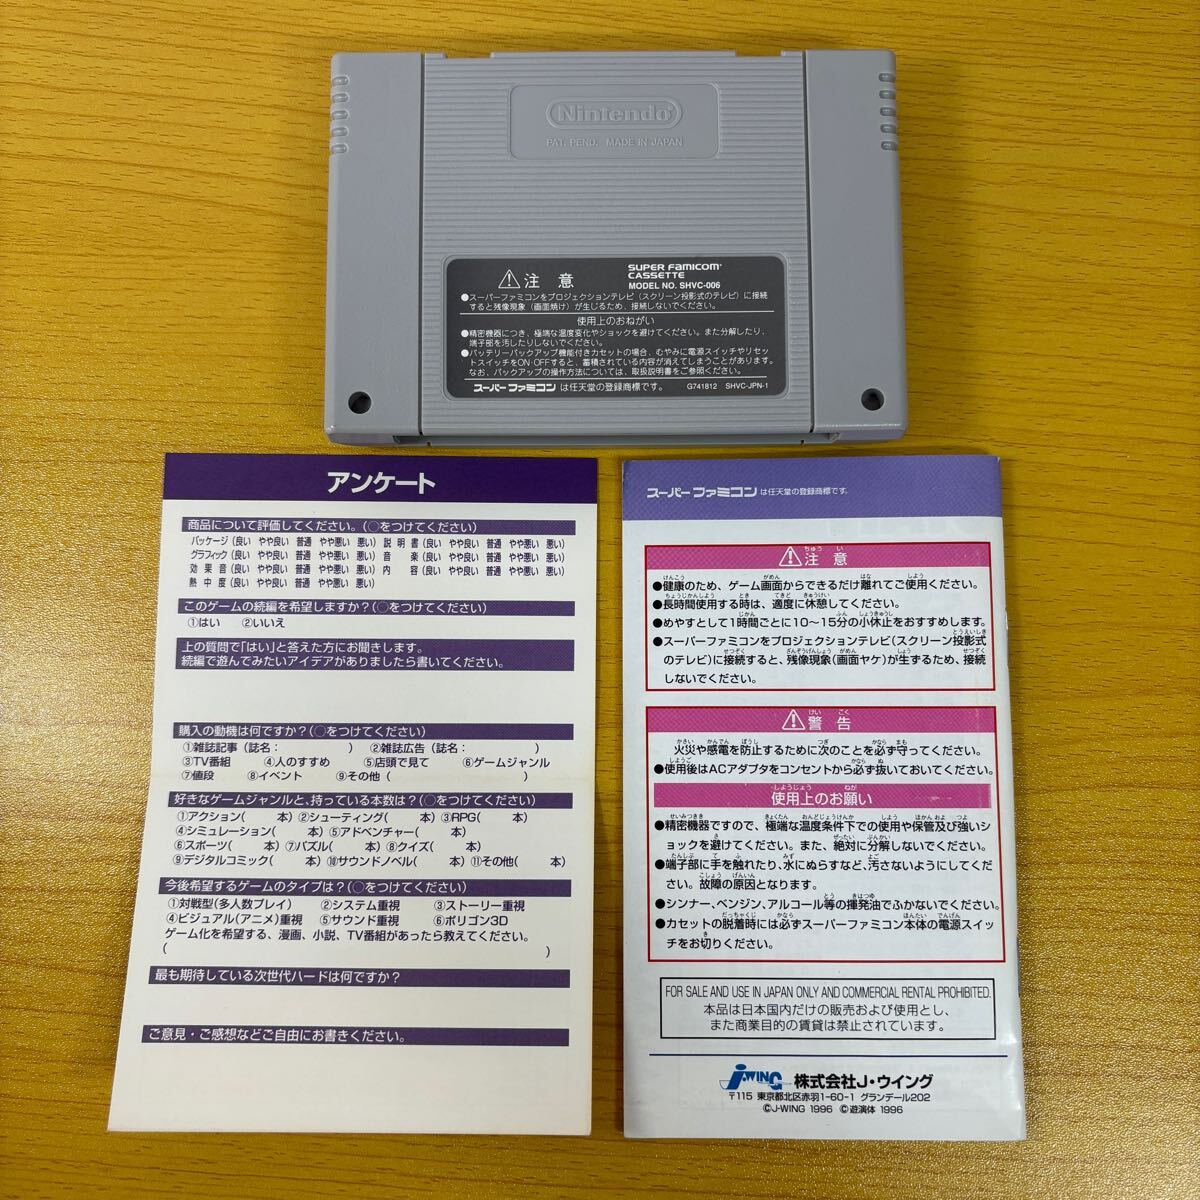 Nintendo
PAT. PEND. MADE IN JAPAN
注意
SUPER FAMICOM
CASSETTE
MODEL NO. SHVC-006
●スーパーファミコンをプロジェクションテレビ（スクリーン投影式のテレビ）に接続
すると残像現象（画面焼け）が生じるため、接続しないでください。
使用上のおねがい
●精密機器につき、極端な温度変化やショックを避けてください。また分解したり、
端子部を汚したりしないでください。
●バッテリーバックアップ機能付きカセットの場合、むやみに電源スイッチやリセッ
トスイッチをON・OFFすると、蓄積されている内容が消えてしまうことがあります。
なお、バックアップの操作方法については、取扱説明書をご参照ください。
スーパーファミコンは任天堂の登録商標です。 G741812 SHVC-JPN-1
アンケート
商品について評価してください。(○をつけてください)
パッケージ(良い やや良い 普通 やや悪い 悪い) 説明書(良い やや良い 普通 やや悪い 悪い)
グラフィック(良い やや良い 普通 やや悪い 悪い) 音楽(良い やや良い 普通 やや悪い 悪い)
効果音(良い やや良い 普通 やや悪い 悪い) 内容(良い やや良い 普通 やや悪い 悪い)
熱中度(良い やや良い 普通 やや悪い 悪い)
このゲームの続編を希望しますか?(○をつけてください)
①はい ②いいえ
上の質問で「はい」と答えた方にお聞きします。
続編で遊んでみたいアイデアがありましたら書いてください。
購入の動機は何ですか?(○をつけてください)
①雑誌記事（誌名： ） ②雑誌広告（誌名： ）
③TV番組 ④人のすすめ ⑤店頭で見て ⑥ゲームジャンル
⑦値段 ⑧イベント ⑨その他( )
好きなゲームジャンルと、持っている本数は?(○をつけてください)
①アクション( 本) ②シューティング( 本) ③RPG( 本)
④シミュレーション( 本) ⑤アドベンチャー( 本)
⑥スポーツ( 本) ⑦パズル( 本) ⑧クイズ( 本)
⑨デジタルコミック( 本) ⑩サウンドノベル( 本) ⑪その他( 本)
今後希望するゲームのタイプは?(○をつけてください)
①対戦型(多人数プレイ) ②システム重視 ③ストーリー重視
④ビジュアル(アニメ)重視 ⑤サウンド重視 ⑥ポリゴン3D
ゲーム化を希望する、漫画、小説、TV番組があったら教えてください。
( )
最も期待している次世代ハードは何ですか?
ご意見・ご感想などご自由にお書きください。
スーパーファミコンは任天堂の登録商標です。
注意
●健康のため、ゲーム画面からできるだけ離れてご使用ください。
●長時間使用する時は、適度に休憩してください。
●めやすとして1時間ごとに10〜15分の小休止をおすすめします。
●スーパーファミコンをプロジェクションテレビ(スクリーン投影式
のテレビ)に接続すると、残像現象(画面ヤケ)が生ずるため、接続
しないでください。
警告
火災や感電を防止するために次のことを必ず守ってください。
●使用後はACアダプタをコンセントから必ず抜いておいてください。
使用上のお願い
●精密機器ですので、極端な温度条件下での使用や保管及び強いシ
ョックを避けてください。また、絶対に分解しないでください。
●端子部に手を触れたり、水にぬらすなど、汚さないようにしてくだ
さい。故障の原因となります。
●シンナー、ベンジン、アルコール等の揮発油でふかないでください。
●カセットの脱着時には必ずスーパーファミコン本体の電源スイッ
チをお切りください。
FOR SALE AND USE IN JAPAN ONLY AND COMMERCIAL RENTAL PROHIBITED.
本品は日本国内だけの販売および使用とし、
また商業目的の賃貸は禁止されています。
J-WING 株式会社J・ウイング
〒115 東京都北区赤羽1-60-1 グランデール202
©J-WING 1996 ©遊演体 1996